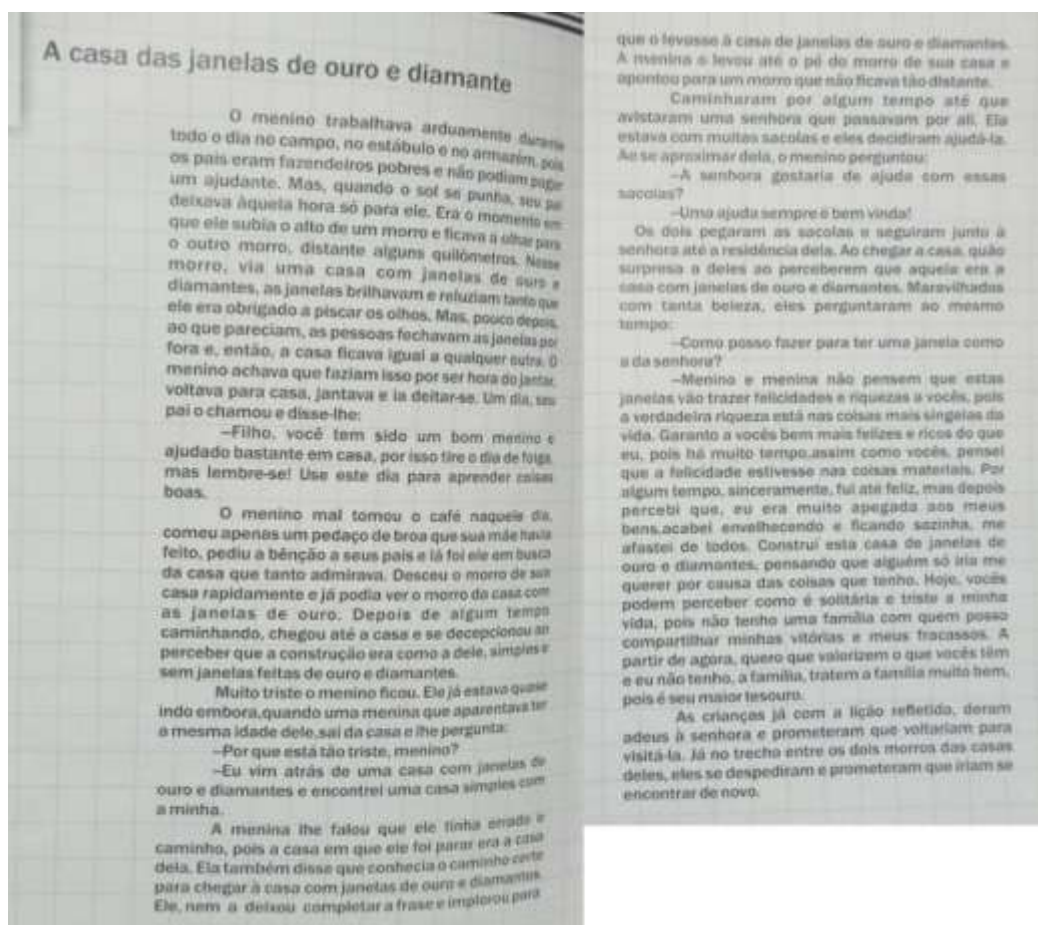 A casa das janelas de ouro e diamante
O menino trabalhava arduamente durante
todo o dia no campo, no estábulo e no armazém, pois
os pais eram fazendeiros pobres e não podiam pagar
um ajudante. Mas, quando o sol se punha, seu pai
deixava àquela hora só para ele. Era o momento em
que ele subia o alto de um morro e ficava a olhar para
o outro morro, distante alguns quilômetros. Nesse
morro, via uma casa com janelas de ouro e
diamantes, as janelas brilhavam e reluziam tanto que
ele era obrigado a piscar os olhos. Mas, pouco depois,
ao que pareciam, as pessoas fechavam as janelas por
fora e, então, a casa ficava igual a qualquer outra. O
menino achava que faziam isso por ser hora do jantar,
voltava para casa, jantava e ia deitar-se. Um dia, seu
pai o chamou e disse-lhe:
–Filho, você tem sido um bom menino e
ajudado bastante em casa, por isso tire o dia de folga,
mas lembre-se! Use este dia para aprender coisas
boas.
O menino mal tomou o café naquele dia,
comeu apenas um pedaço de broa que sua mãe havia
feito, pediu a bênção a seus pais e lá foi ele em busca
da casa que tanto admirava. Desceu o morro de sua
casa rapidamente e já podia ver o morro da casa com
as janelas de ouro. Depois de algum tempo
caminhando, chegou até a casa e se decepcionou ao
perceber que a construção era como a dele, simples e
sem janelas feitas de ouro e diamantes.
Muito triste o menino ficou. Ele já estava quase
indo embora,quando uma menina que aparentava ter
a mesma idade dele,sai da casa e lhe pergunta:
–Por que está tão triste, menino?
–Eu vim atrás de uma casa com janelas de
ouro e diamantes e encontrei uma casa simples com
a minha.
A menina lhe falou que ele tinha errado o
caminho, pois a casa em que ele foi parar era a casa
dela. Ela também disse que conhecia o caminho certo
para chegar à casa com janelas de ouro e diamantes.
Ele, nem a deixou completar a frase e implorou para
que o levasse à casa de janelas de ouro e diamantes.
A menina o levou até o pé do morro de sua casa e
apontou para um morro que não ficava tão distante.
Caminharam por algum tempo até que
avistaram uma senhora que passavam por ali. Ela
estava com muitas sacolas e eles decidiram ajudá-la.
Ao se aproximar dela, o menino perguntou:
–A senhora gostaria de ajuda com essas
sacolas?
–Uma ajuda sempre é bem vinda!
Os dois pegaram as sacolas e seguiram junto à
senhora até a residência dela. Ao chegar a casa, quão
surpresa a deles ao perceberem que aquela era a
casa com janelas de ouro e diamantes. Maravilhados
com tanta beleza, eles perguntaram ao mesmo
tempo:
–Como posso fazer para ter uma janela como
a da senhora?
–Menino e menina não pensem que estas
janelas vão trazer felicidades e riquezas a vocês, pois
a verdadeira riqueza está nas coisas mais singelas da
vida. Garanto a vocês bem mais felizes e ricos do que
eu, pois há muito tempo,assim como vocês, pensei
que a felicidade estivesse nas coisas materiais. Por
algum tempo, sinceramente, fui até feliz, mas depois
percebi que, eu era muito apegada aos meus
bens,acabei envelhecendo e ficando sozinha, me
afastei de todos. Construí esta casa de janelas de
ouro e diamantes, pensando que alguém só iria me
querer por causa das coisas que tenho. Hoje, vocês
podem perceber como é solitária e triste a minha
vida, pois não tenho uma família com quem posso
compartilhar minhas vitórias e meus fracassos. A
partir de agora, quero que valorizem o que vocês têm
e eu não tenho, a família, tratem a família muito bem,
pois é seu maior tesouro.
As crianças já com a lição refletida, deram
adeus à senhora e prometeram que voltariam para
visitá-la. Já no trecho entre os dois morros das casas
deles, eles se despediram e prometeram que iriam se
encontrar de novo.